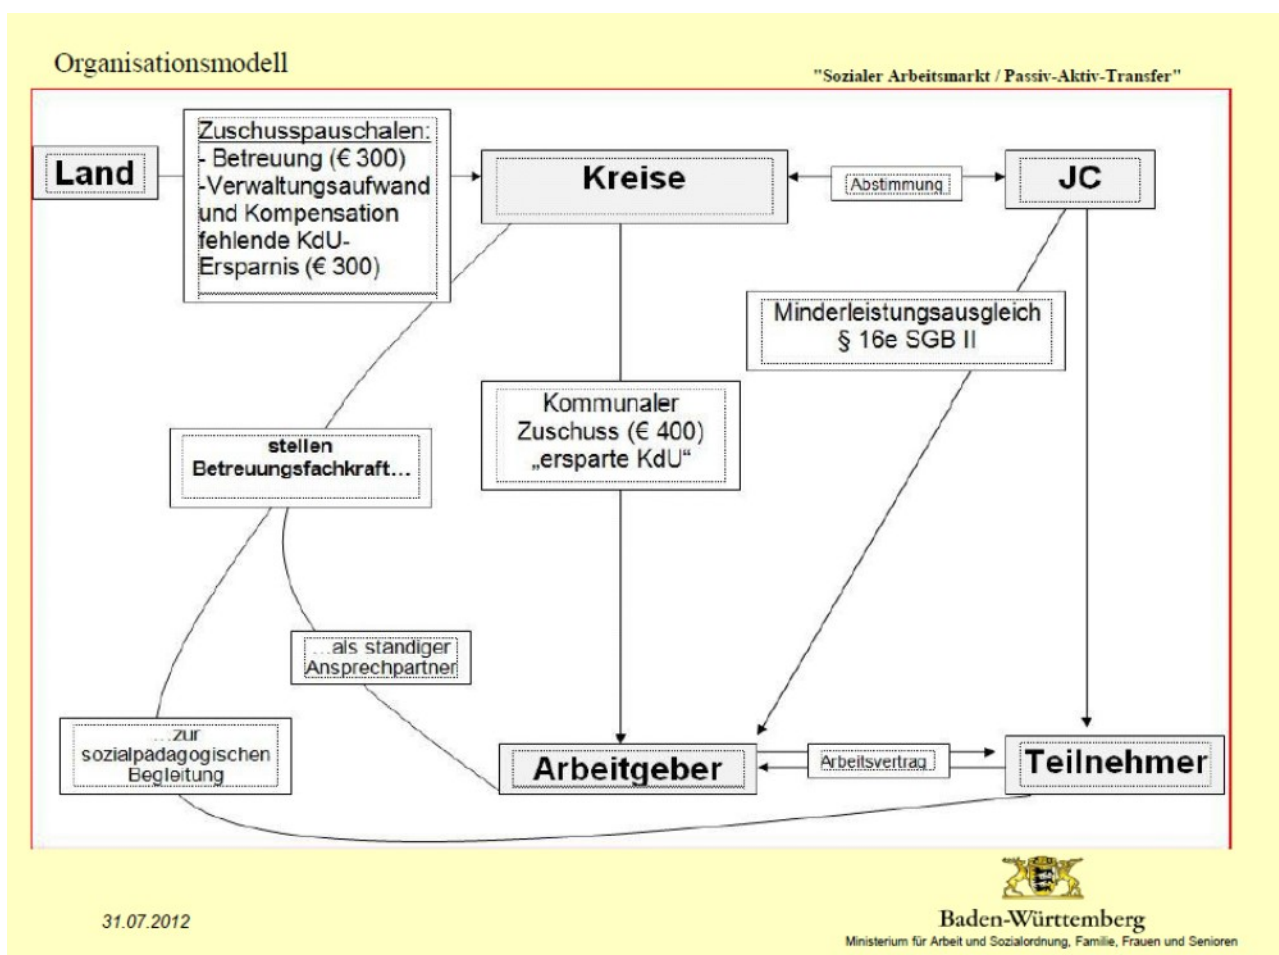 Organisationsmodell
"Sozialer Arbeitsmarkt / Passiv-Aktiv-Transfer"
Land
Zuschusspauschalen:
- Betreuung (€ 300)
-Verwaltungsaufwand
und Kompensation
fehlende KdU-
Ersparnis (€ 300)
Kreise
Abstimmung
JC
Minderleistungsausgleich
§ 16e SGB II
Kommunaler
Zuschuss (€ 400)
„ersparte KdU“
stellen
Betreuungsfachkraft…
…als ständiger
Ansprechpartner
…zur
sozialpädagogischen
Begleitung
Arbeitgeber
Arbeitsvertrag
Teilnehmer
31.07.2012
Baden-Württemberg
Ministerium für Arbeit und Sozialordnung, Familie, Frauen und Senioren